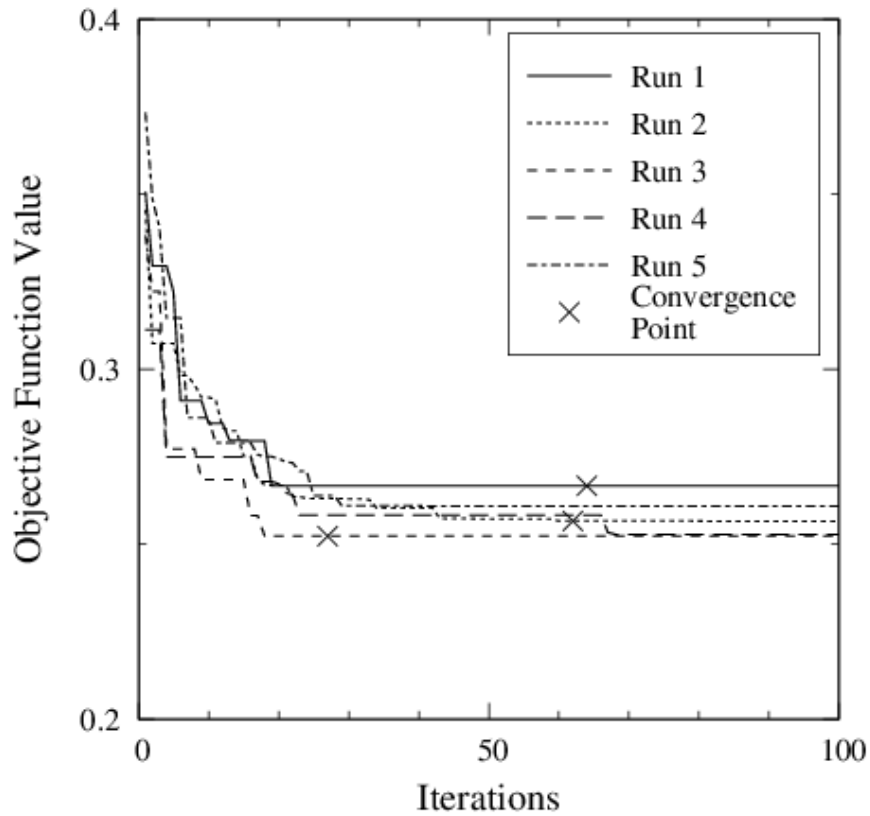 0.4
Run 1
Run 2
Run 3
Run 4
Run 5
Convergence
Point
Objective Function Value
0.3
0.2
0
50
100
Iterations